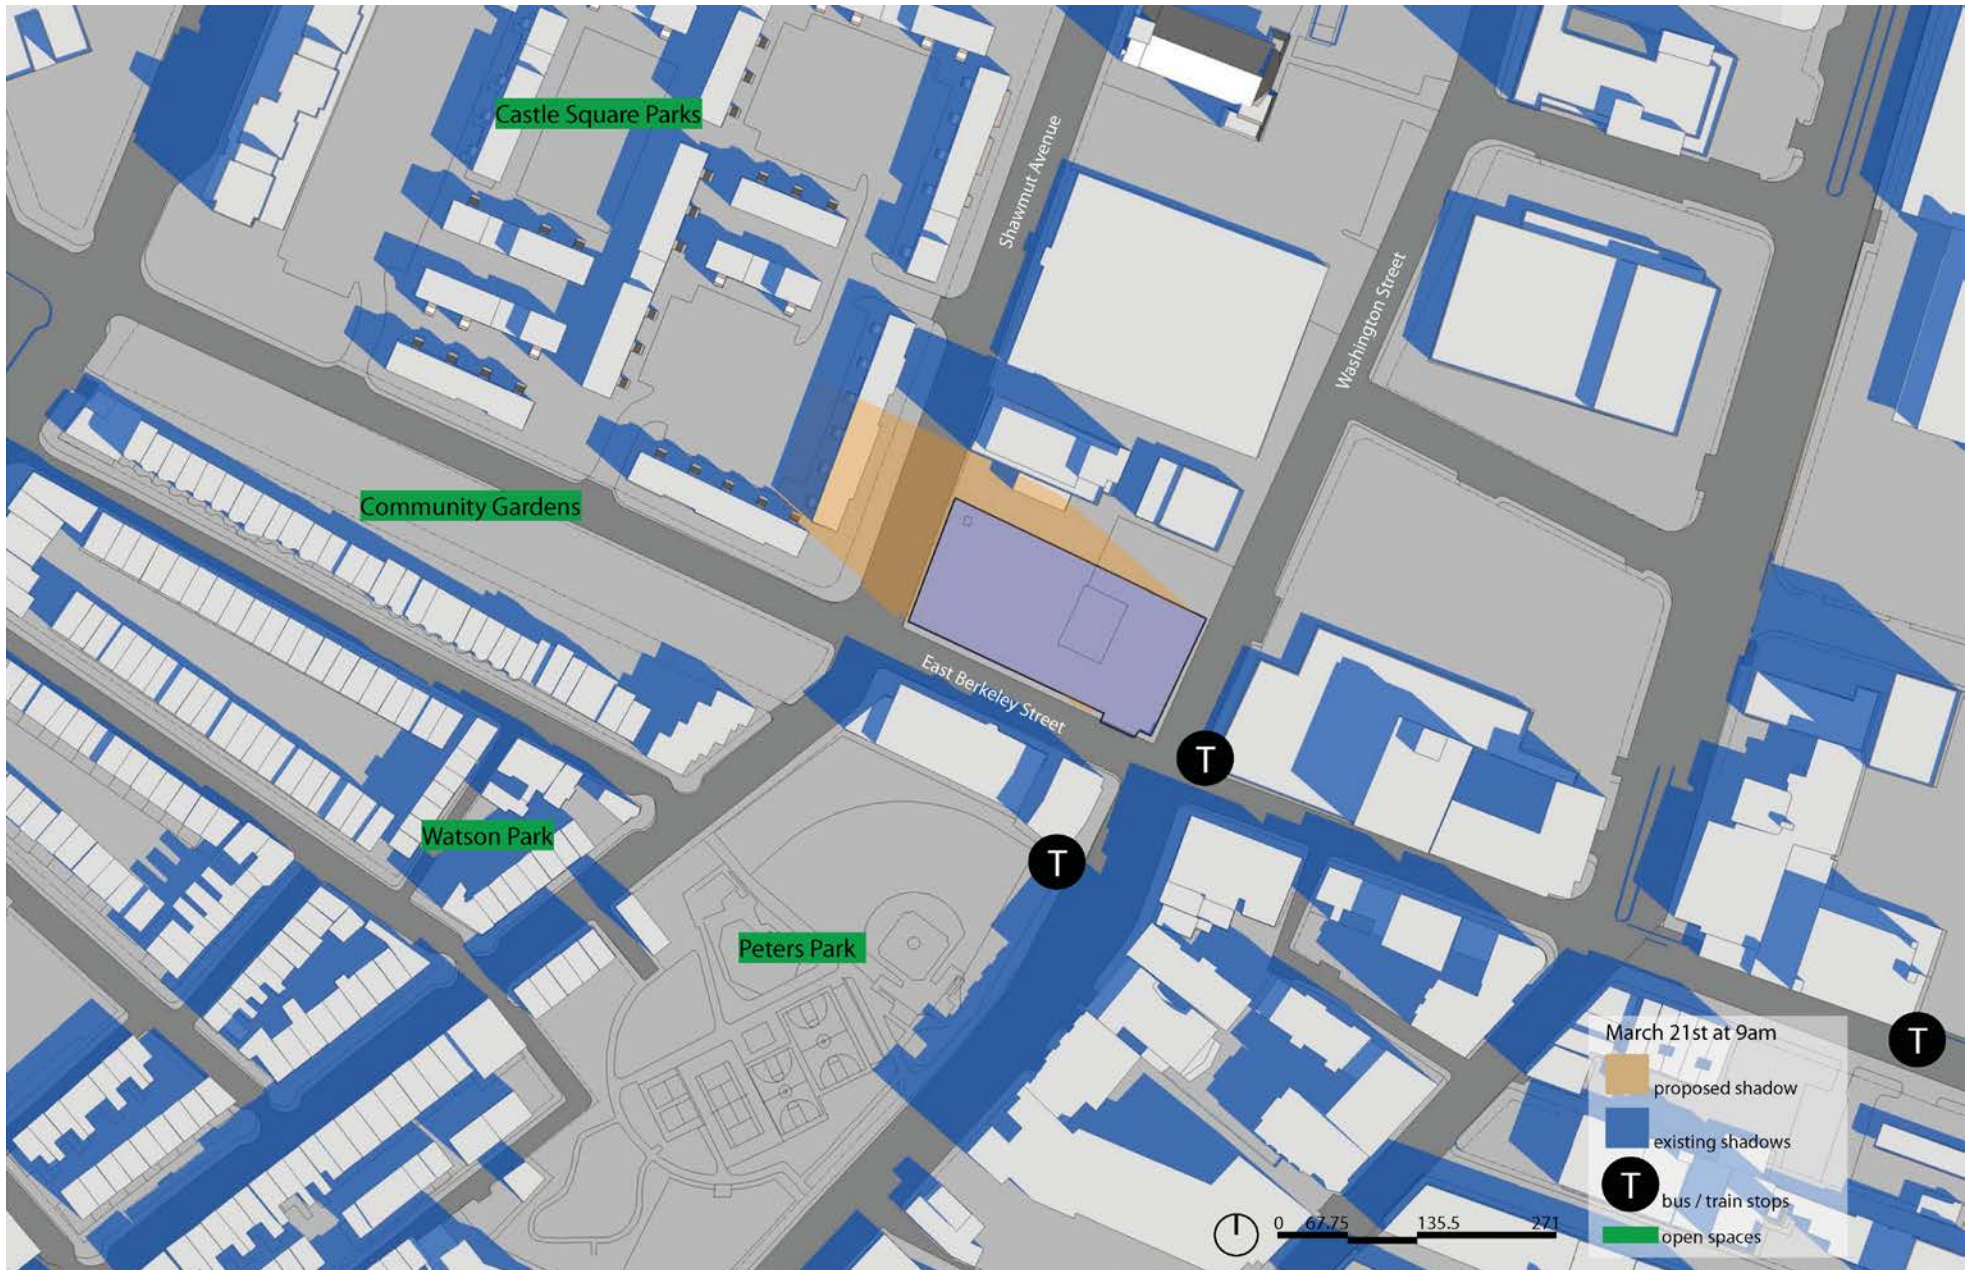 Castle Square Parks
Shawmut Avenue
Washington Street
Community Gardens
East Berkeley Street
T
Watson Park
T
Peters Park
T
March 21st at 9am
proposed shadow
existing shadows
T
bus / train stops
open spaces
0 67.75 135.5 271